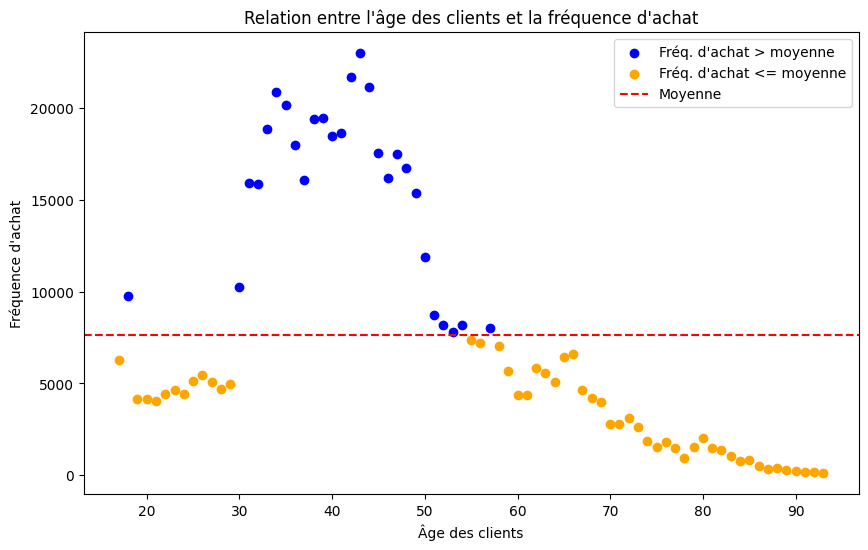 Relation entre l'âge des clients et la fréquence d'achat
Fréq. d'achat > moyenne
Fréq. d'achat <= moyenne
Moyenne
Fréquence d'achat
20000
15000
10000
5000
0
20 30 40 50 60 70 80 90
Âge des clients